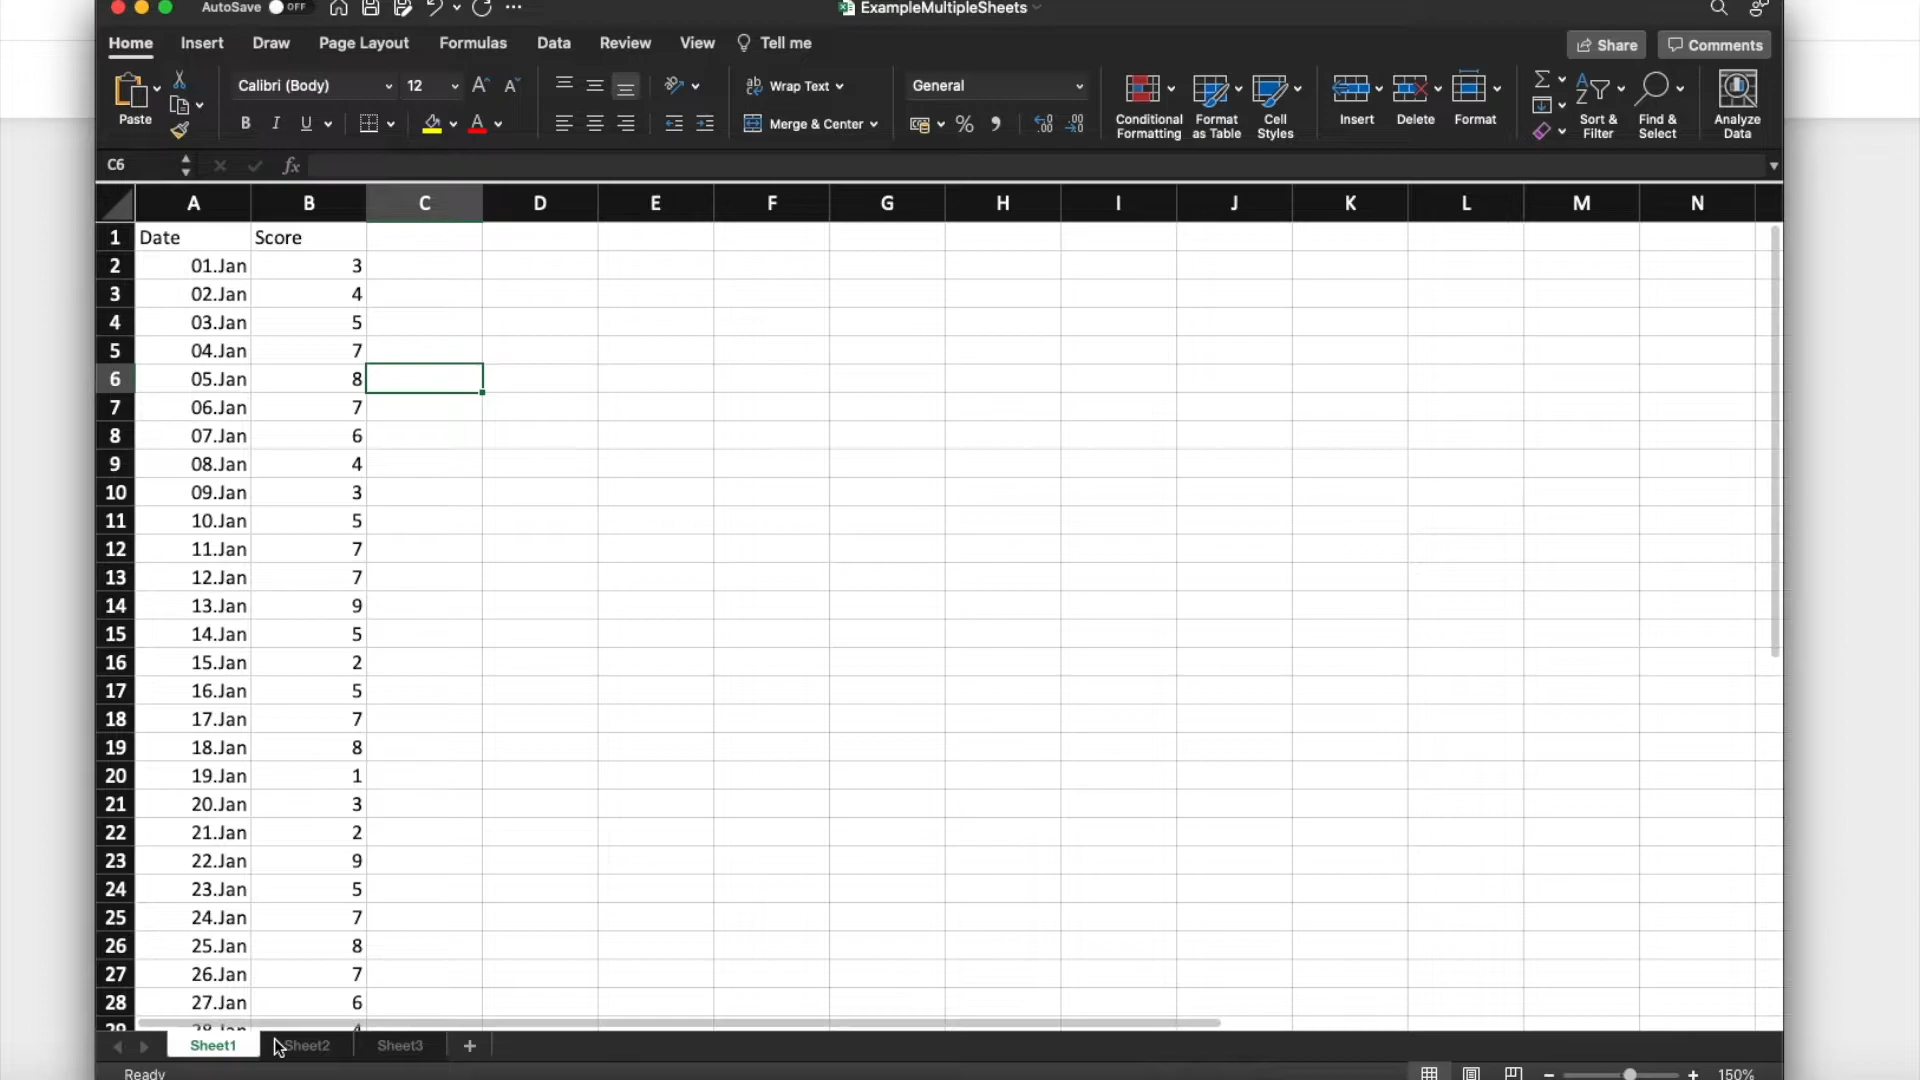 AutoSave OFF ExampleMultipleSheets
Home Insert Draw Page Layout Formulas Data Review View Tell me Share Comments
Paste Calibri (Body) 12 A A Wrap Text General Conditional Formatting Format as Table Cell Styles Insert Delete Format Sort & Filter Find & Select Analyze Data
B I U A Merge & Center % 
C6 fx
A B C D E F G H I J K L M N
1 Date Score
2 01.Jan 3
3 02.Jan 4
4 03.Jan 5
5 04.Jan 7
6 05.Jan 8
7 06.Jan 7
8 07.Jan 6
9 08.Jan 4
10 09.Jan 3
11 10.Jan 5
12 11.Jan 7
13 12.Jan 7
14 13.Jan 9
15 14.Jan 5
16 15.Jan 2
17 16.Jan 5
18 17.Jan 7
19 18.Jan 8
20 19.Jan 1
21 20.Jan 3
22 21.Jan 2
23 22.Jan 9
24 23.Jan 5
25 24.Jan 7
26 25.Jan 8
27 26.Jan 7
28 27.Jan 6
29 28.Jan 4
Sheet1 Sheet2 Sheet3 +
Ready 150%